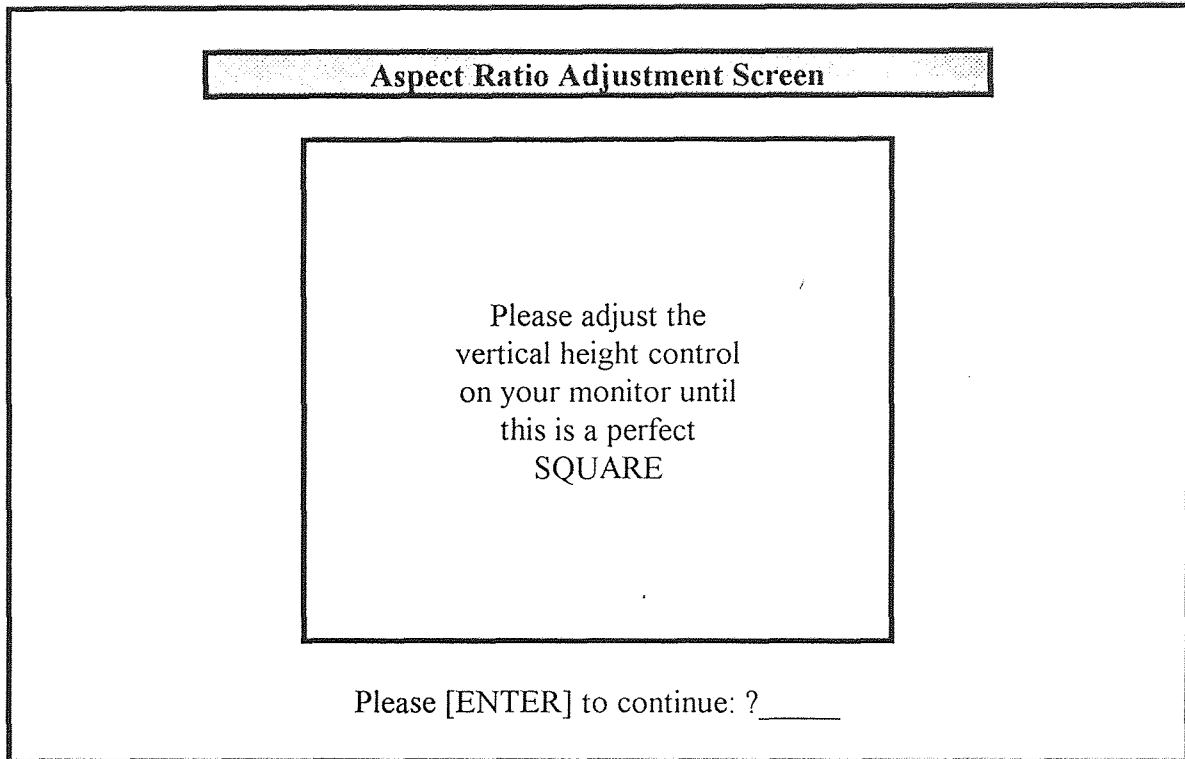 Aspect Ratio Adjustment Screen
Please adjust the
vertical height control
on your monitor until
this is a perfect
SQUARE
Please [ENTER] to continue: ?_____